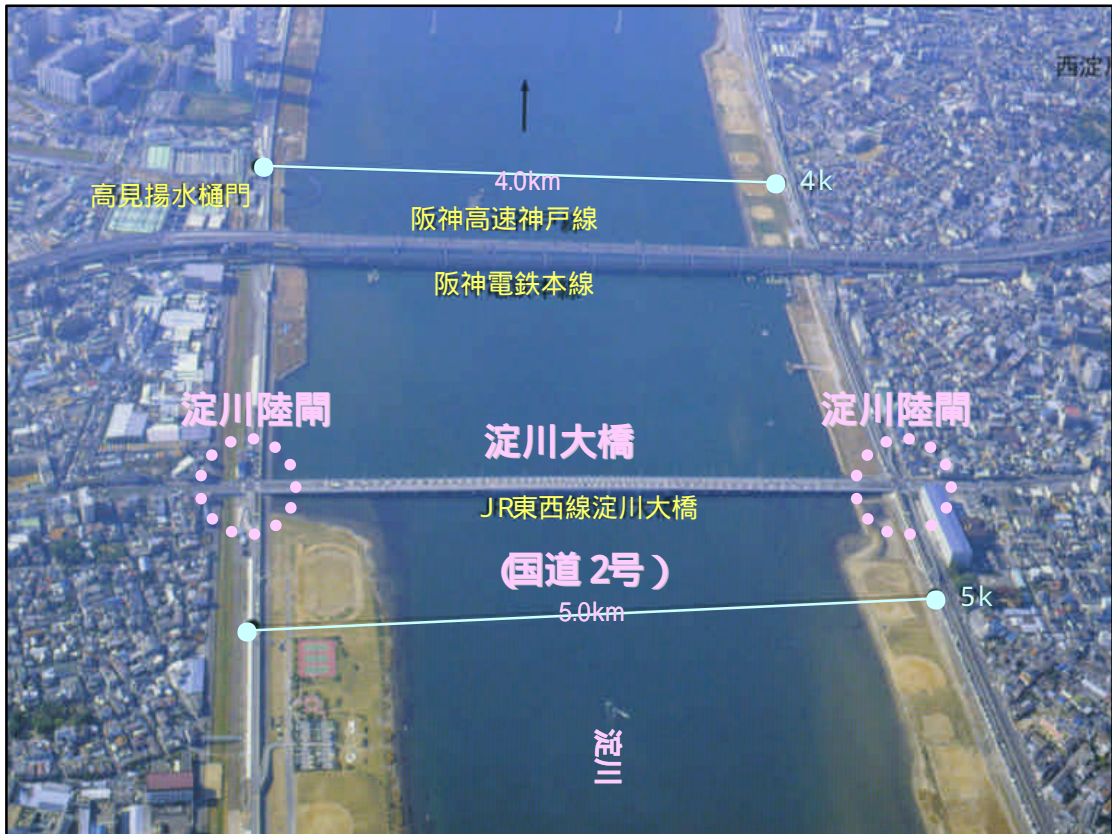 西淀
4.0km
4k
高見揚水樋門
阪神高速神戸線
阪神電鉄本線
淀川陸閘
淀川陸閘
淀川大橋
JR東西線淀川大橋
(国道2号)
5.0km
5k
淀川